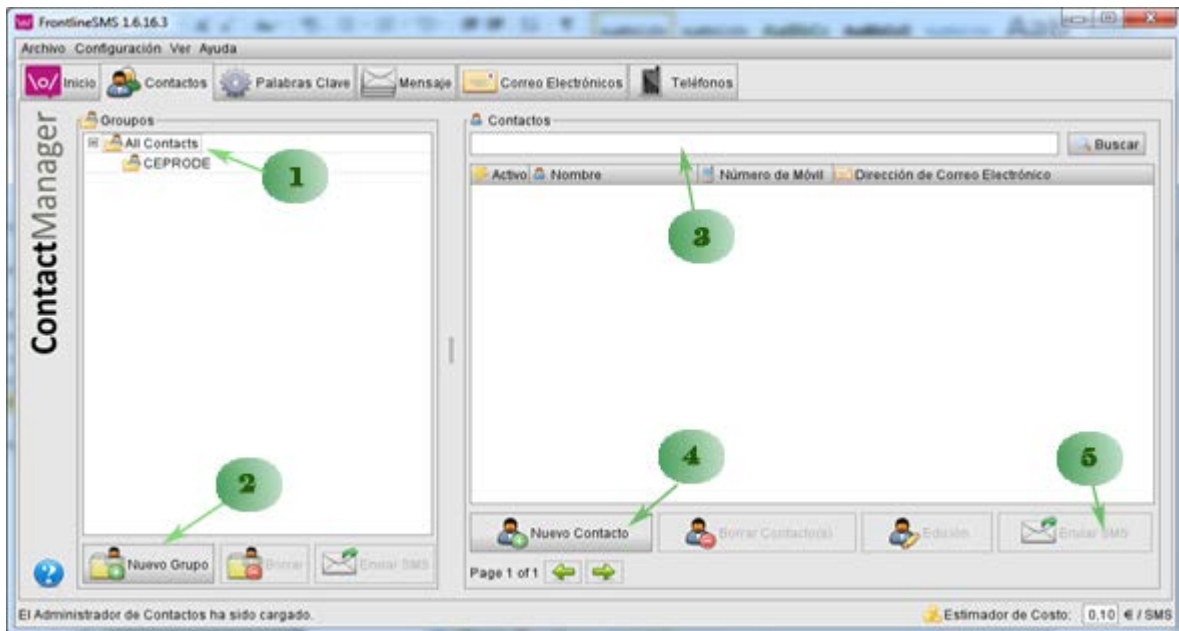 FrontlineSMS 1.6.16.3
Archivo Configuración Ver Ayuda
\o/ Inicio Contactos Palabras Clave Mensaje Correo Electrónicos Teléfonos
ContactManager
Groupos
All Contacts
CEPRODE
1
2
Nuevo Grupo Borrar Enviar SMS
Contactos
Buscar
Activo Nombre Número de Móvil Dirección de Correo Electrónico
3
4
5
Nuevo Contacto Borrar Contacto(s) Edición Enviar SMS
Page 1 of 1
El Administrador de Contactos ha sido cargado.
Estimador de Costo: 0,10 € / SMS